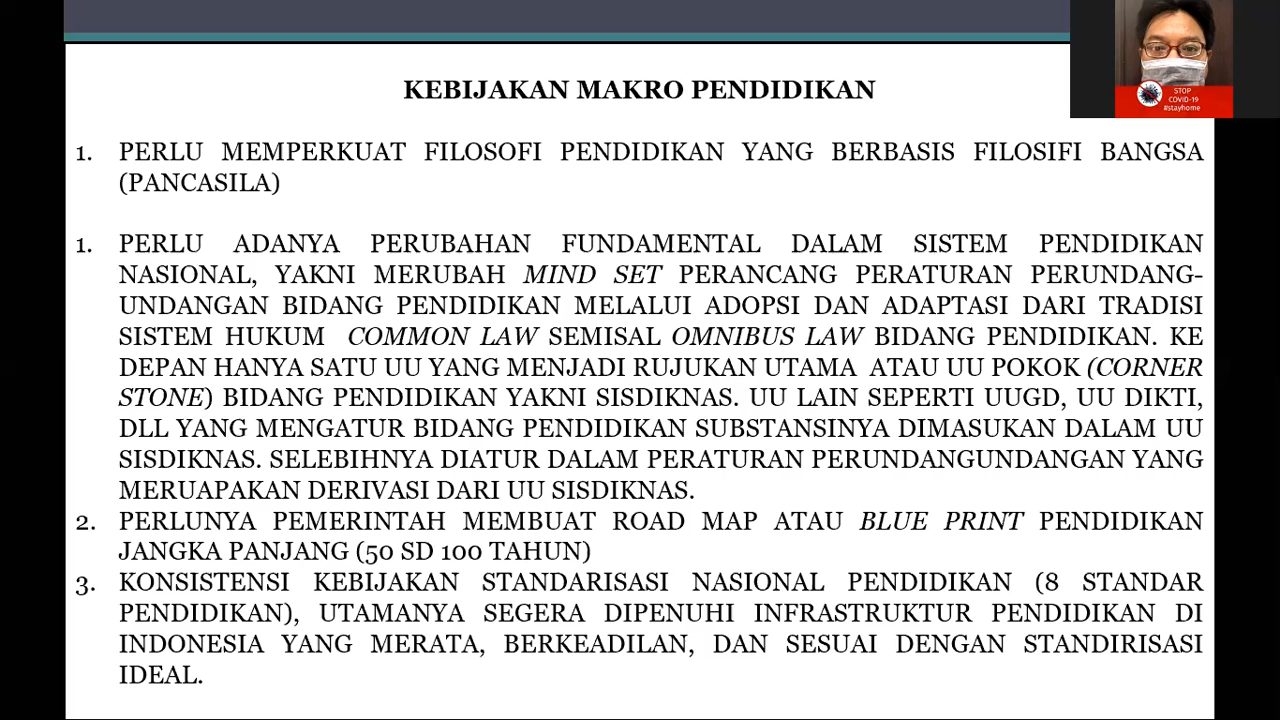 KEBIJAKAN MAKRO PENDIDIKAN
STOP
COVID-19
#stayhome
1. PERLU MEMPERKUAT FILOSOFI PENDIDIKAN YANG BERBASIS FILOSIFI BANGSA
(PANCASILA)
1. PERLU ADANYA PERUBAHAN FUNDAMENTAL DALAM SISTEM PENDIDIKAN
NASIONAL, YAKNI MERUBAH MIND SET PERANCANG PERATURAN PERUNDANG-
UNDANGAN BIDANG PENDIDIKAN MELALUI ADOPSI DAN ADAPTASI DARI TRADISI
SISTEM HUKUM COMMON LAW SEMISAL OMNIBUS LAW BIDANG PENDIDIKAN. KE
DEPAN HANYA SATU UU YANG MENJADI RUJUKAN UTAMA ATAU UU POKOK (CORNER
STONE) BIDANG PENDIDIKAN YAKNI SISDIKNAS. UU LAIN SEPERTI UUGD, UU DIKTI,
DLL YANG MENGATUR BIDANG PENDIDIKAN SUBSTANSINYA DIMASUKAN DALAM UU
SISDIKNAS. SELEBIHNYA DIATUR DALAM PERATURAN PERUNDANGUNDANGAN YANG
MERUAPAKAN DERIVASI DARI UU SISDIKNAS.
2. PERLUNYA PEMERINTAH MEMBUAT ROAD MAP ATAU BLUE PRINT PENDIDIKAN
JANGKA PANJANG (50 SD 100 TAHUN)
3. KONSISTENSI KEBIJAKAN STANDARISASI NASIONAL PENDIDIKAN (8 STANDAR
PENDIDIKAN), UTAMANYA SEGERA DIPENUHI INFRASTRUKTUR PENDIDIKAN DI
INDONESIA YANG MERATA, BERKEADILAN, DAN SESUAI DENGAN STANDIRISASI
IDEAL.